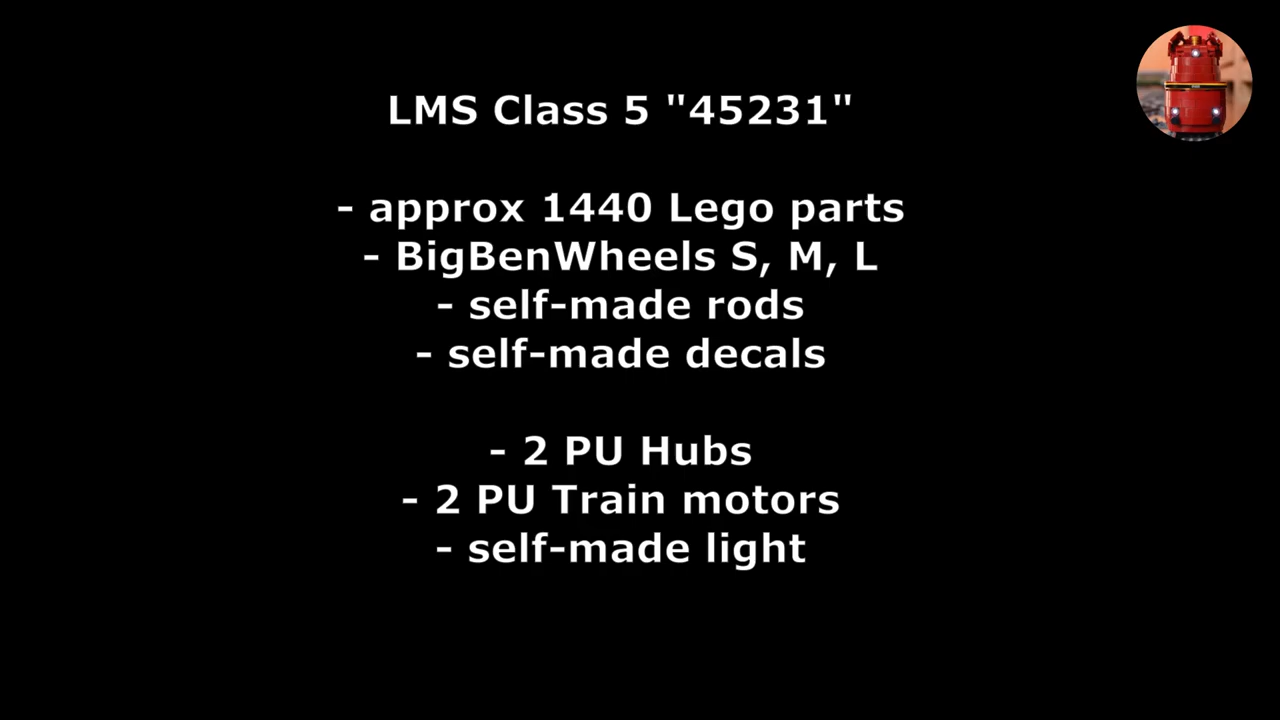 LMS Class 5 "45231"
- approx 1440 Lego parts
- BigBenWheels S, M, L
- self-made rods
- self-made decals
- 2 PU Hubs
- 2 PU Train motors
- self-made light